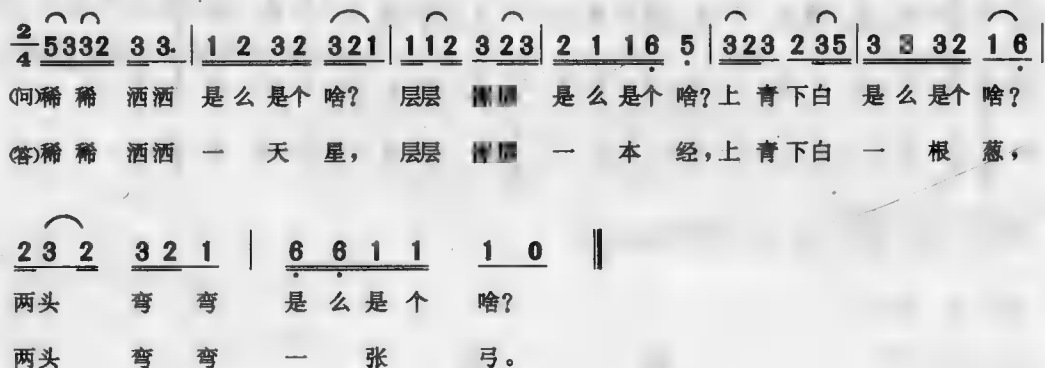 2/4 5332 3 3· | 1 2 32 321 | 112 323 | 2 1 16 5 | 323 235 | 3 32 1 6 |
(问)稀 稀 洒洒 是 么 是个 啥? 层层 是 么 是个 啥?上 青 下白 是 么 是个 啥?
(答)稀 稀 洒洒 一 天 星, 层层 一 本 经,上 青 下白 一 根 葱,
2 3 2 3 2 1 | 6 6 1 1 1 0 ‖
两头 弯 弯 是 么 是 个 啥?
两头 弯 弯 一 张 弓。